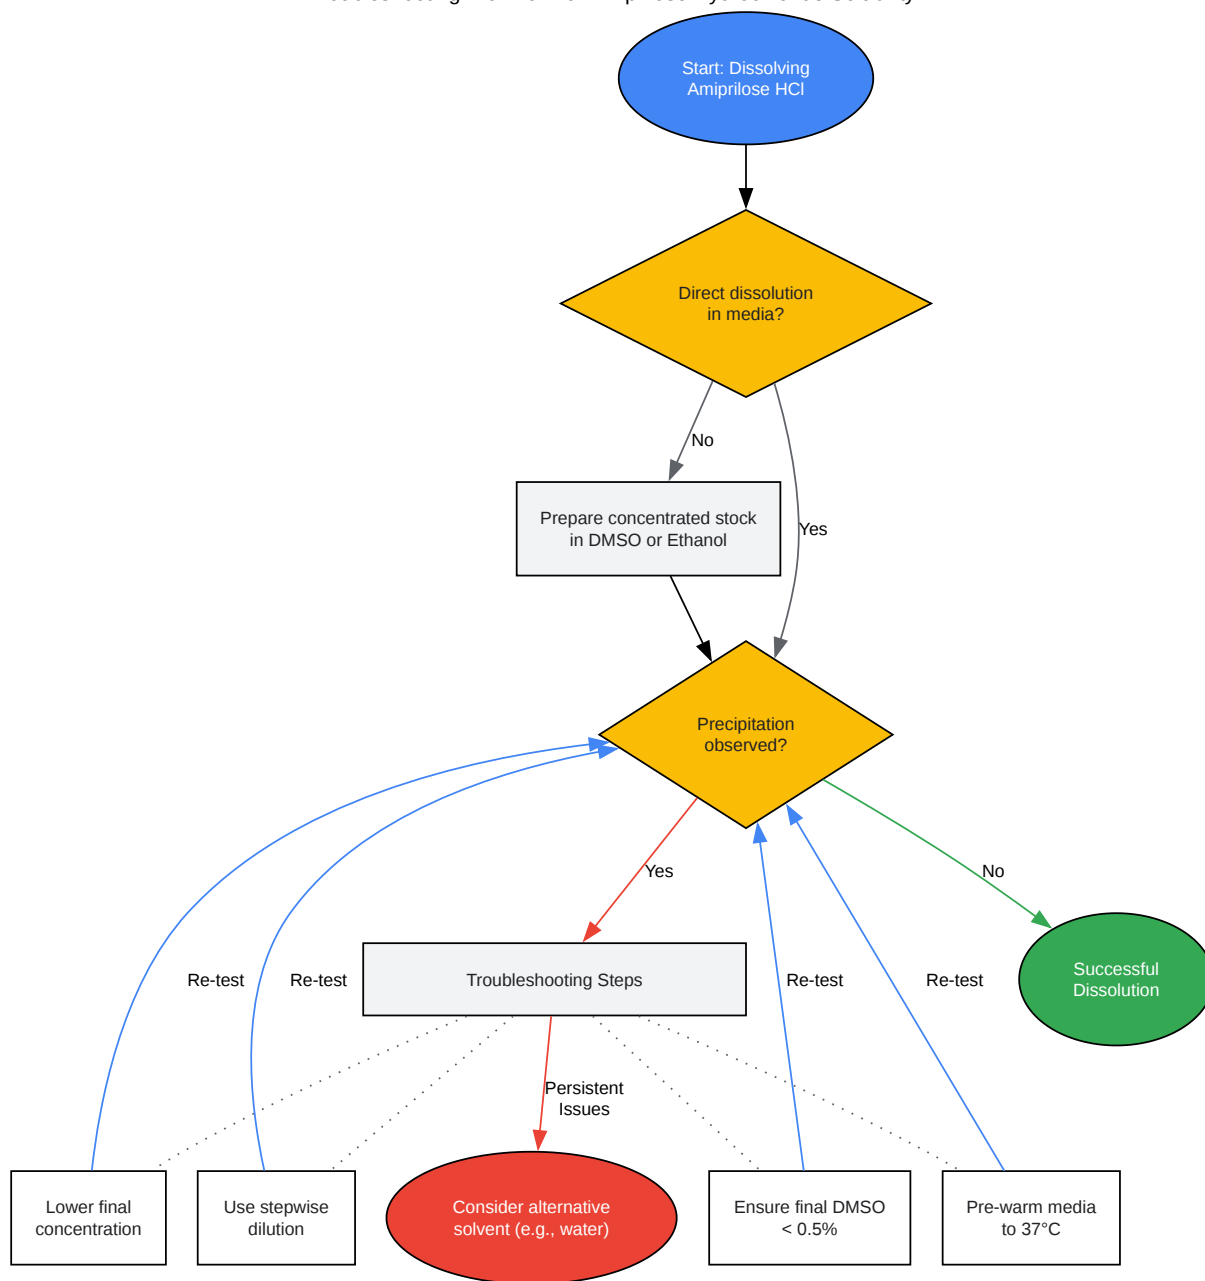 Start: Dissolving
Amiprilose HCl
Direct dissolution
in media?
No
Prepare concentrated stock
in DMSO or Ethanol
Yes
Precipitation
observed?
Yes
No
Re-test
Re-test
Troubleshooting Steps
Re-test
Re-test
Successful
Dissolution
Persistent
Issues
Lower final
concentration
Use stepwise
dilution
Consider alternative
solvent (e.g., water)
Ensure final DMSO
< 0.5%
Pre-warm media
to 37°C